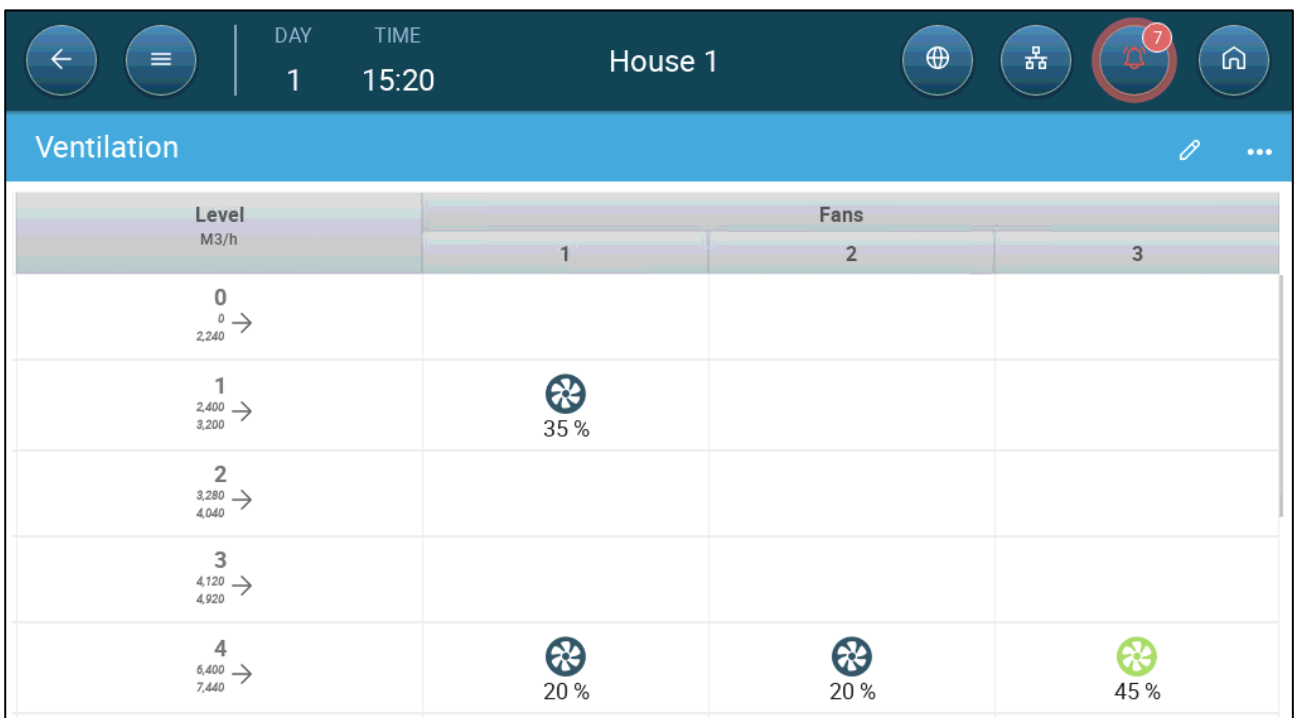 DAY TIME
1 15:20
House 1
7
Ventilation
Level
M3/h
Fans
1 2 3
0
0
2,240
1
2,400
3,200
35 %
2
3,280
4,040
3
4,120
4,920
4
6,400
7,440
20 % 20 % 45 %